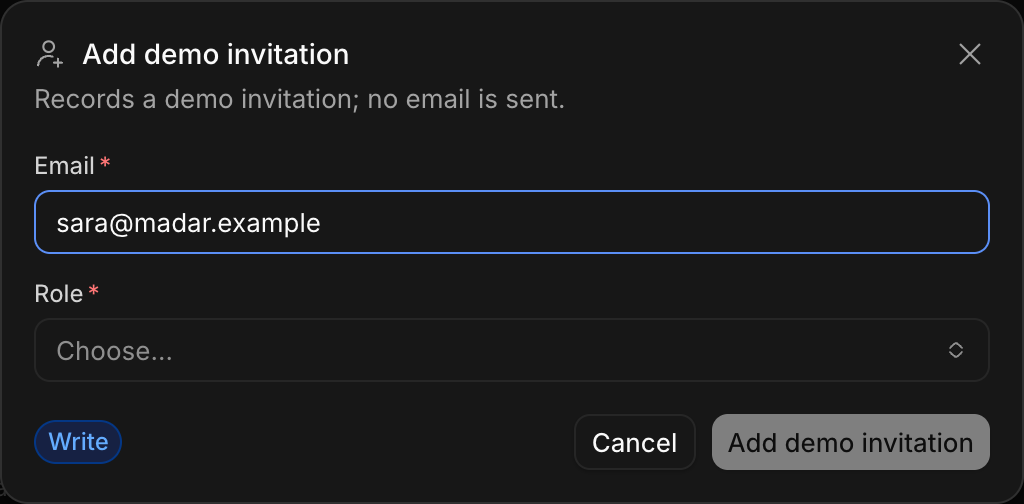 Add demo invitation
Records a demo invitation; no email is sent.
Email *
sara@madar.example
Role *
Choose...
Write
Cancel
Add demo invitation